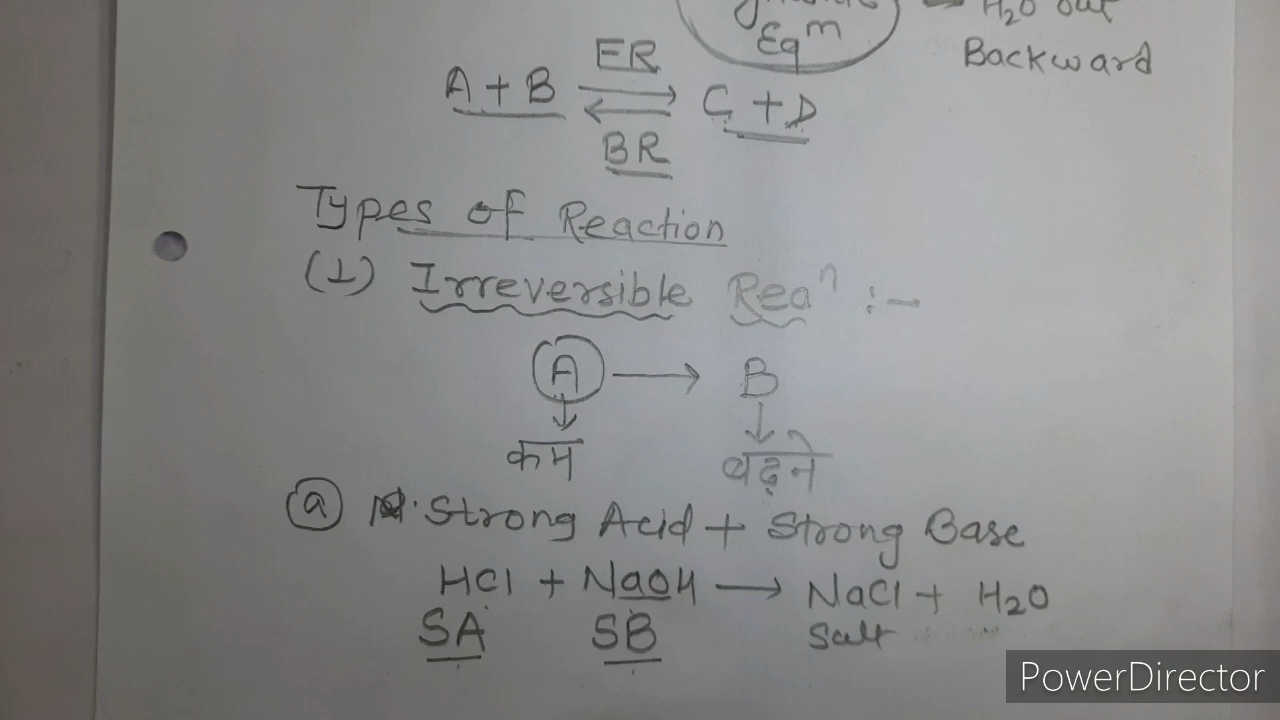 H2O out
Eqm
Backward
FR
A + B ⇌ C + D
BR
Types of Reaction
(1) Irreversible Rean :-
A → B
↓ ↓
कम बढ़ने
(a) Strong Acid + Strong Base
HCl + NaOH → NaCl + H2O
SA SB Salt
PowerDirector